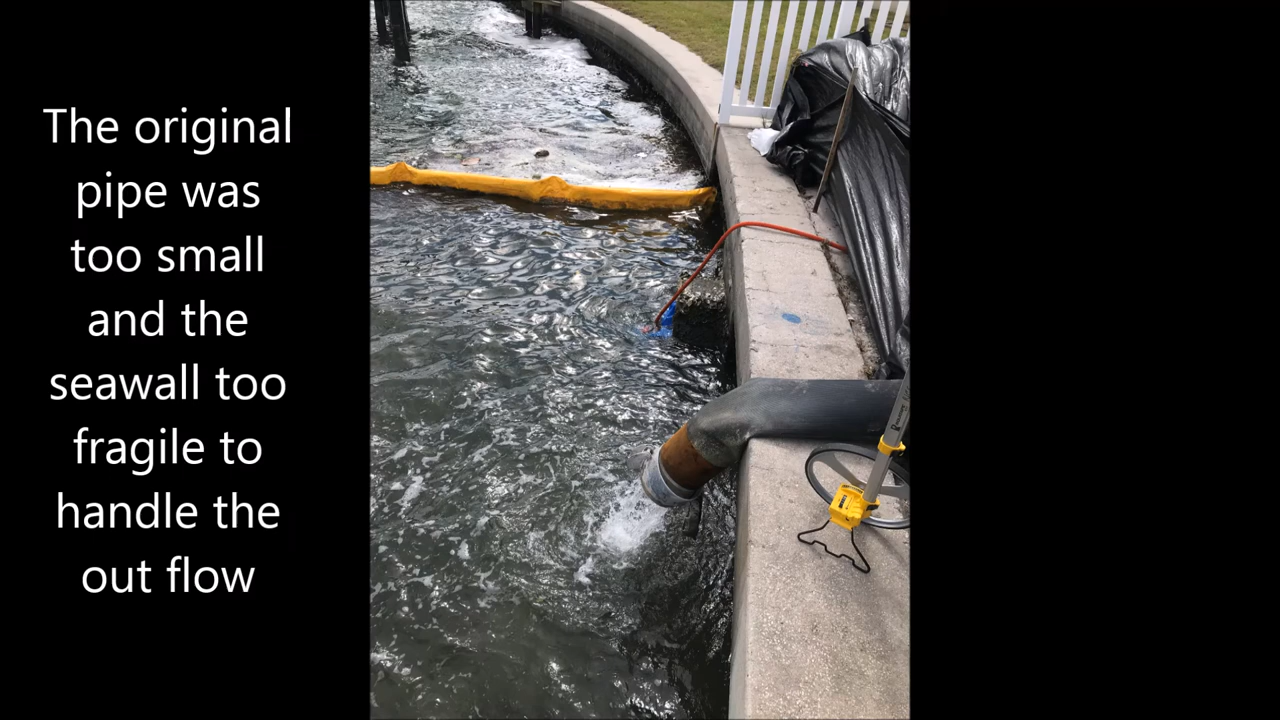 The original
pipe was
too small
and the
seawall too
fragile to
handle the
out flow